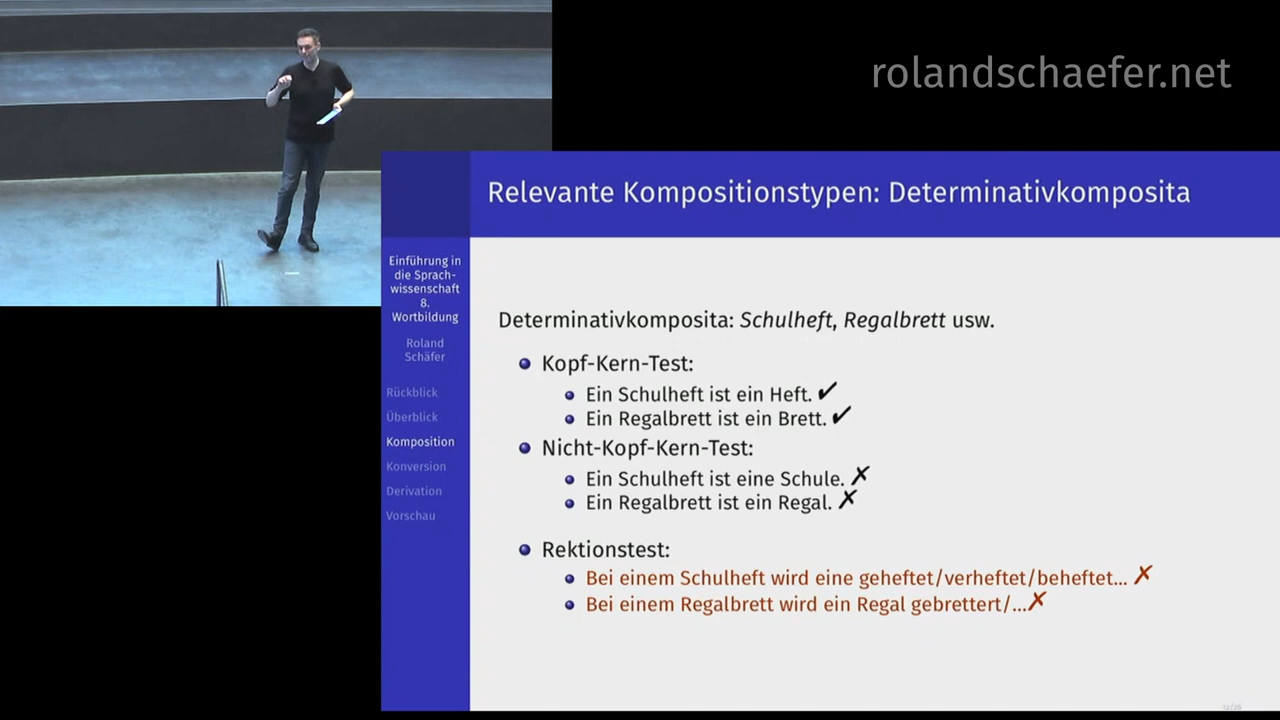 rolandschaefer.net
Relevante Kompositionstypen: Determinativkomposita
Einführung in
die Sprach-
wissenschaft
8.
Wortbildung
Roland
Schäfer
Rückblick
Überblick
Komposition
Konversion
Derivation
Vorschau
Determinativkomposita: Schulheft, Regalbrett usw.
Kopf-Kern-Test:
Ein Schulheft ist ein Heft. ✓
Ein Regalbrett ist ein Brett. ✓
Nicht-Kopf-Kern-Test:
Ein Schulheft ist eine Schule. ✗
Ein Regalbrett ist ein Regal. ✗
Rektionstest:
Bei einem Schulheft wird eine geheftet/verheftet/beheftet... ✗
Bei einem Regalbrett wird ein Regal gebrettert/...✗